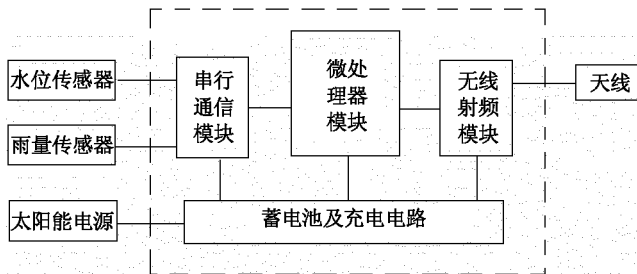 水位传感器
雨量传感器
太阳能电源
串行
通信
模块
微处
理器
模块
无线
射频
模块
天线
蓄电池及充电电路